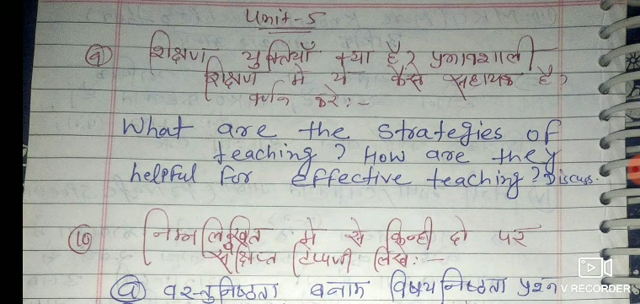 Unit-5
(9) शिक्षण युक्तियाँ क्या है? प्रभावशाली
शिक्षण में ये कैसे सहायक है?
वर्णन करे :-
What are the strategies of
teaching? How are they
helpful for effective teaching? Discuss.
(10) निम्नलिखित में से किन्ही दो पर
संक्षिप्त टिप्पणी लिखे :-
(a) वस्तुनिष्ठता बनाम विषयनिष्ठता प्रश्न
V RECORDER